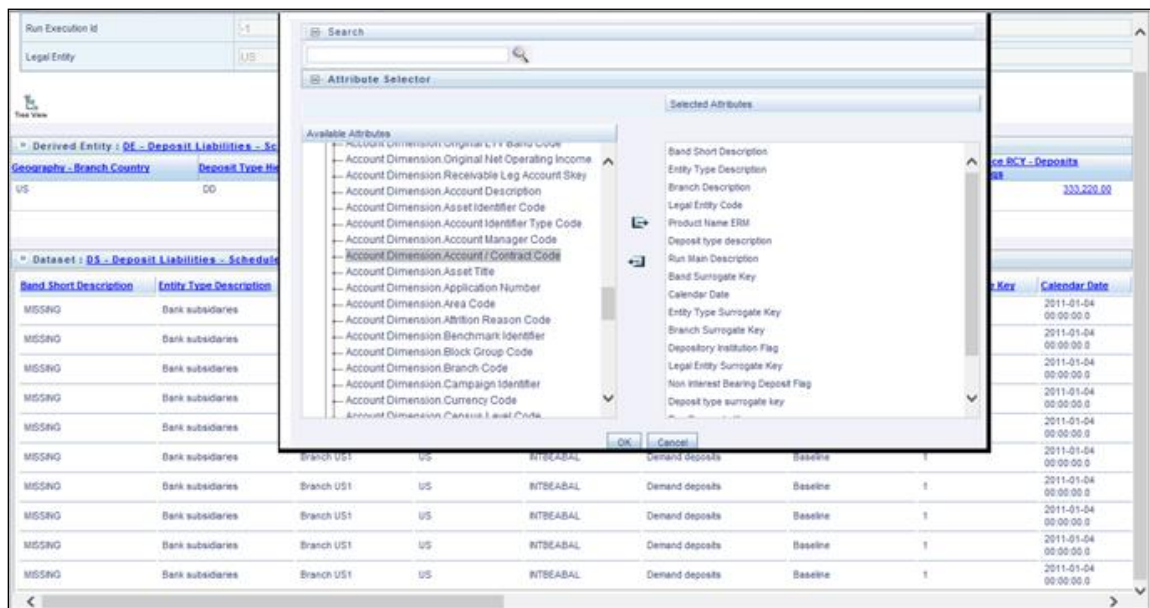 Run Execution Id
-1
Legal Entity
US
Tree View
Search
Attribute Selector
Selected Attributes
Available Attributes
Account Dimension.Original LTV Band Code
Account Dimension.Original Net Operating Income
Account Dimension.Receivable Leg Account Skey
Account Dimension.Account Description
Account Dimension.Asset Identifier Code
Account Dimension.Account Identifier Type Code
Account Dimension.Account Manager Code
Account Dimension.Account / Contract Code
Account Dimension.Asset Title
Account Dimension.Application Number
Account Dimension.Area Code
Account Dimension.Attrition Reason Code
Account Dimension.Benchmark Identifier
Account Dimension.Block Group Code
Account Dimension.Branch Code
Account Dimension.Campaign Identifier
Account Dimension.Currency Code
Account Dimension.Census Level Code
Band Short Description
Entity Type Description
Branch Description
Legal Entity Code
Product Name ERM
Deposit type description
Run Main Description
Band Surrogate Key
Calendar Date
Entity Type Surrogate Key
Branch Surrogate Key
Depository Institution Flag
Legal Entity Surrogate Key
Non Interest Bearing Deposit Flag
Deposit type surrogate key
OK Cancel
Derived Entity : DE - Deposit Liabilities - Sc
Geography - Branch Country Deposit Type Hie ce RCY - Deposits
US DD 333,220.00
Dataset : DS - Deposit Liabilities - Schedule
Band Short Description Entity Type Description Key Calendar Date
MISSING Bank subsidiaries 2011-01-04 00:00:00.0
MISSING Bank subsidiaries 2011-01-04 00:00:00.0
MISSING Bank subsidiaries 2011-01-04 00:00:00.0
MISSING Bank subsidiaries 2011-01-04 00:00:00.0
MISSING Bank subsidiaries 2011-01-04 00:00:00.0
MISSING Bank subsidiaries Branch US1 US INTBEABAL Demand deposits Baseline 1 2011-01-04 00:00:00.0
MISSING Bank subsidiaries Branch US1 US INTBEABAL Demand deposits Baseline 1 2011-01-04 00:00:00.0
MISSING Bank subsidiaries Branch US1 US INTBEABAL Demand deposits Baseline 1 2011-01-04 00:00:00.0
MISSING Bank subsidiaries Branch US1 US INTBEABAL Demand deposits Baseline 1 2011-01-04 00:00:00.0
MISSING Bank subsidiaries Branch US1 US INTBEABAL Demand deposits Baseline 1 2011-01-04 00:00:00.0